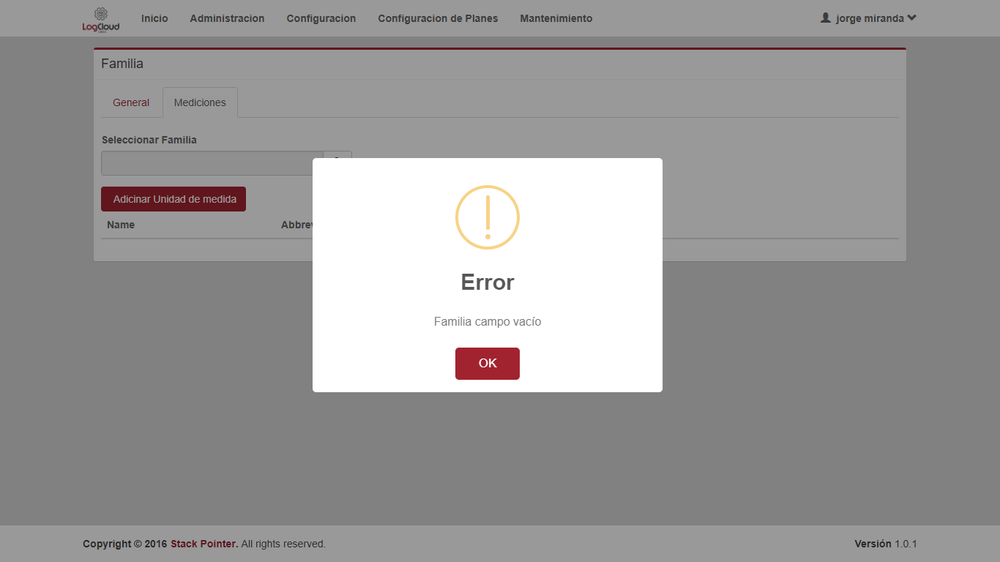 LogCloud
Inicio Administracion Configuracion Configuracion de Planes Mantenimiento jorge miranda
Familia
General Mediciones
Seleccionar Familia
Adicinar Unidad de medida
Name
Error
Familia campo vacío
OK
Copyright © 2016 Stack Pointer. All rights reserved.
Versión 1.0.1